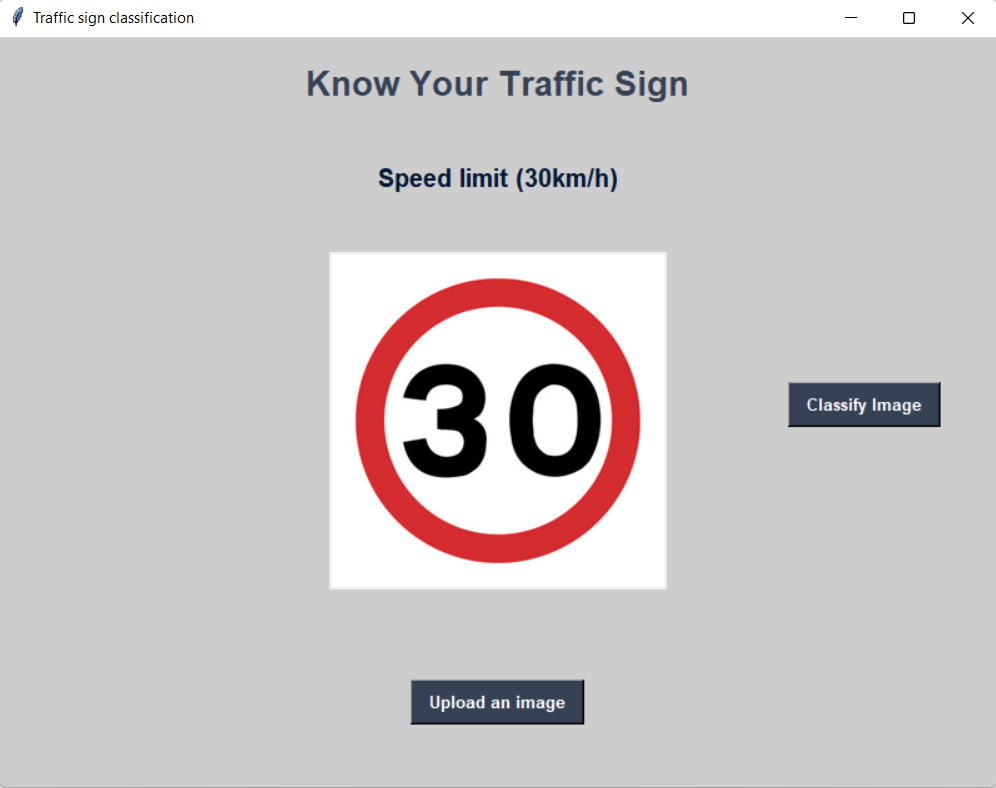 Traffic sign classification
Know Your Traffic Sign
Speed limit (30km/h)
30
Classify Image
Upload an image